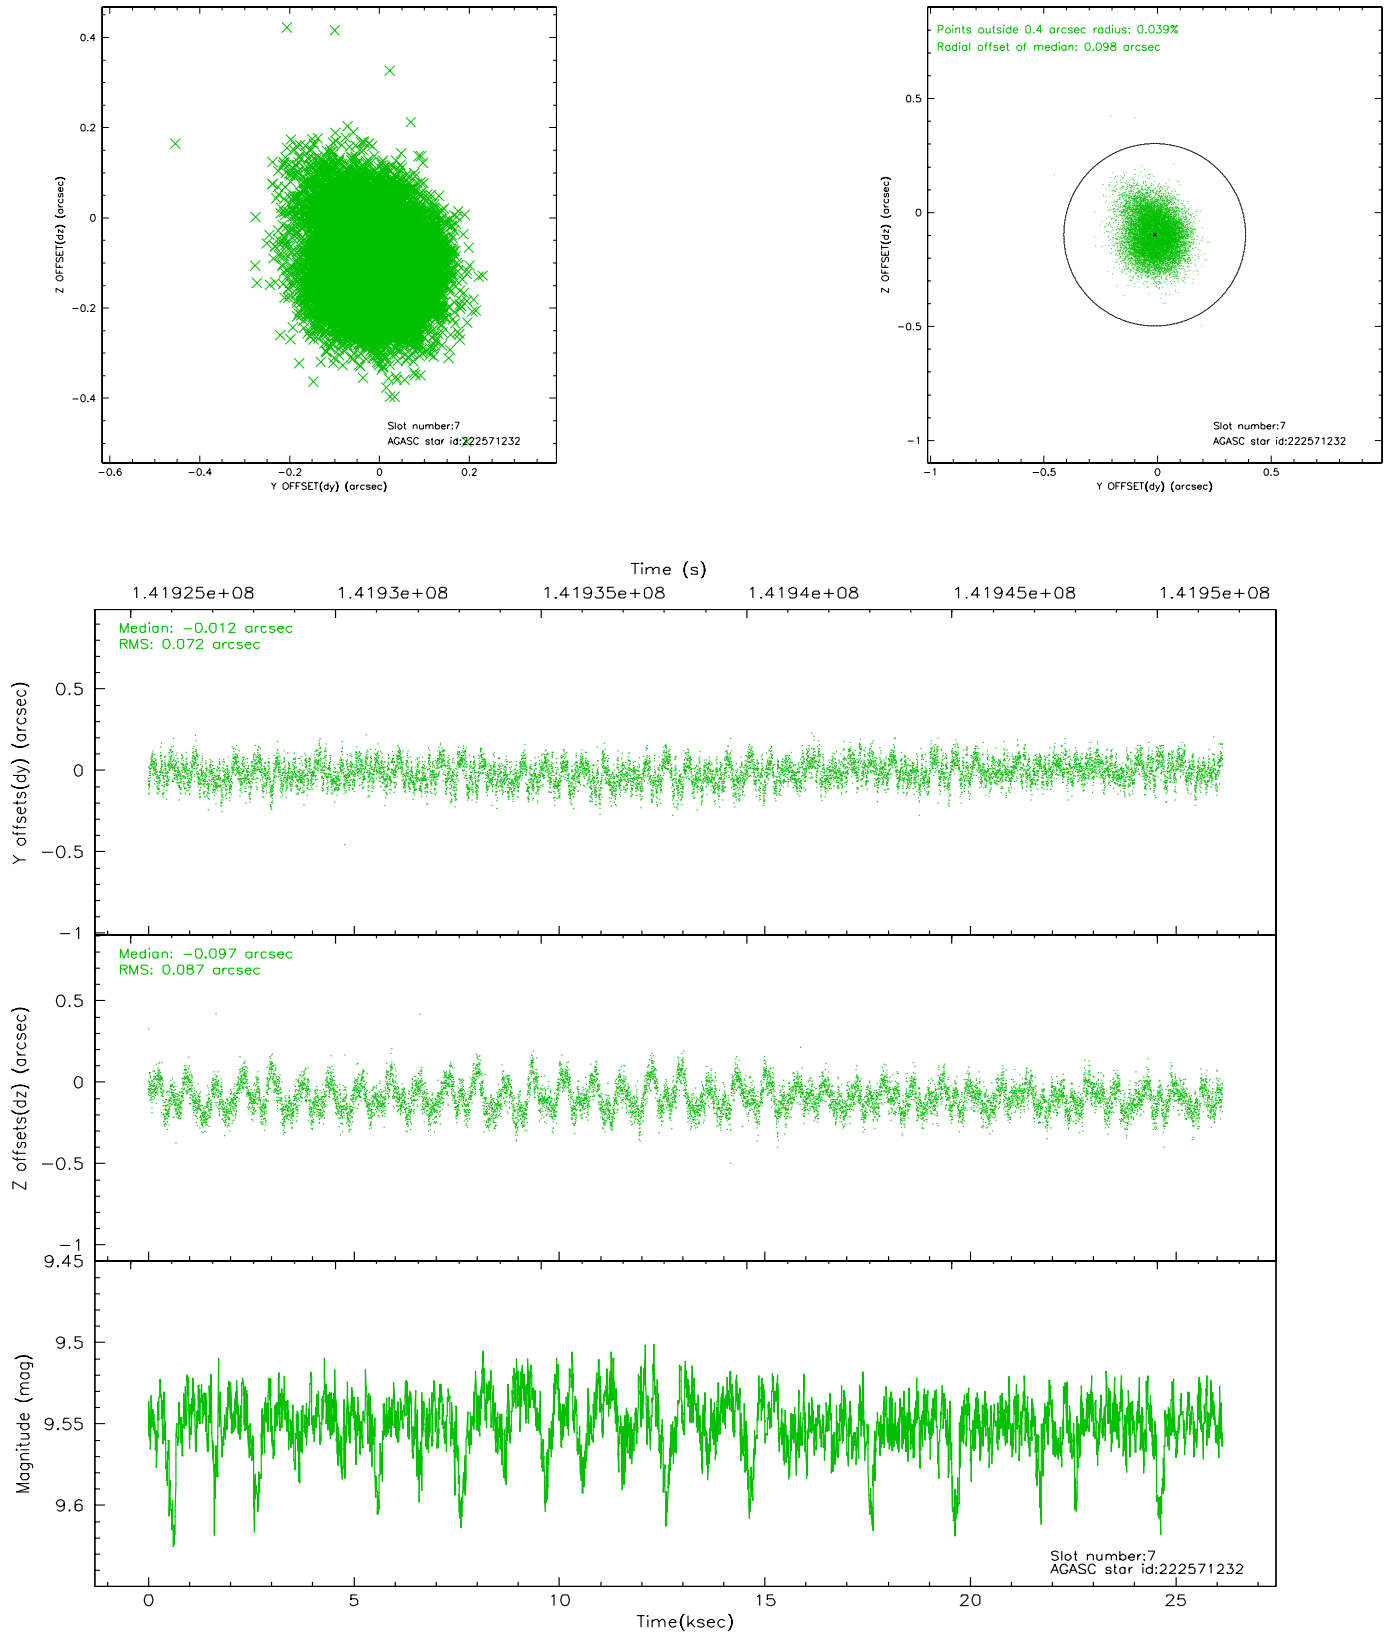 0.4
0.2
0
−0.2
−0.4
Z OFFSET(dz) (arcsec)
−0.6
−0.4
−0.2
0
0.2
Y OFFSET(dy) (arcsec)
Slot number:7
AGASC star id:222571232
Points outside 0.4 arcsec radius: 0.039%
Radial offset of median: 0.098 arcsec
0.5
0
−0.5
−1
Z OFFSET(dz) (arcsec)
−1
−0.5
0
0.5
Y OFFSET(dy) (arcsec)
Slot number:7
AGASC star id:222571232
Time (s)
1.41925e+08
1.4193e+08
1.41935e+08
1.4194e+08
1.41945e+08
1.4195e+08
Median: −0.012 arcsec
RMS: 0.072 arcsec
0.5
0
−0.5
−1
Y offsets(dy) (arcsec)
Median: −0.097 arcsec
RMS: 0.087 arcsec
0.5
0
−0.5
−1
Z offsets(dz) (arcsec)
9.45
9.5
9.55
9.6
Magnitude (mag)
Slot number:7
AGASC star id:222571232
0
5
10
15
20
25
Time(ksec)